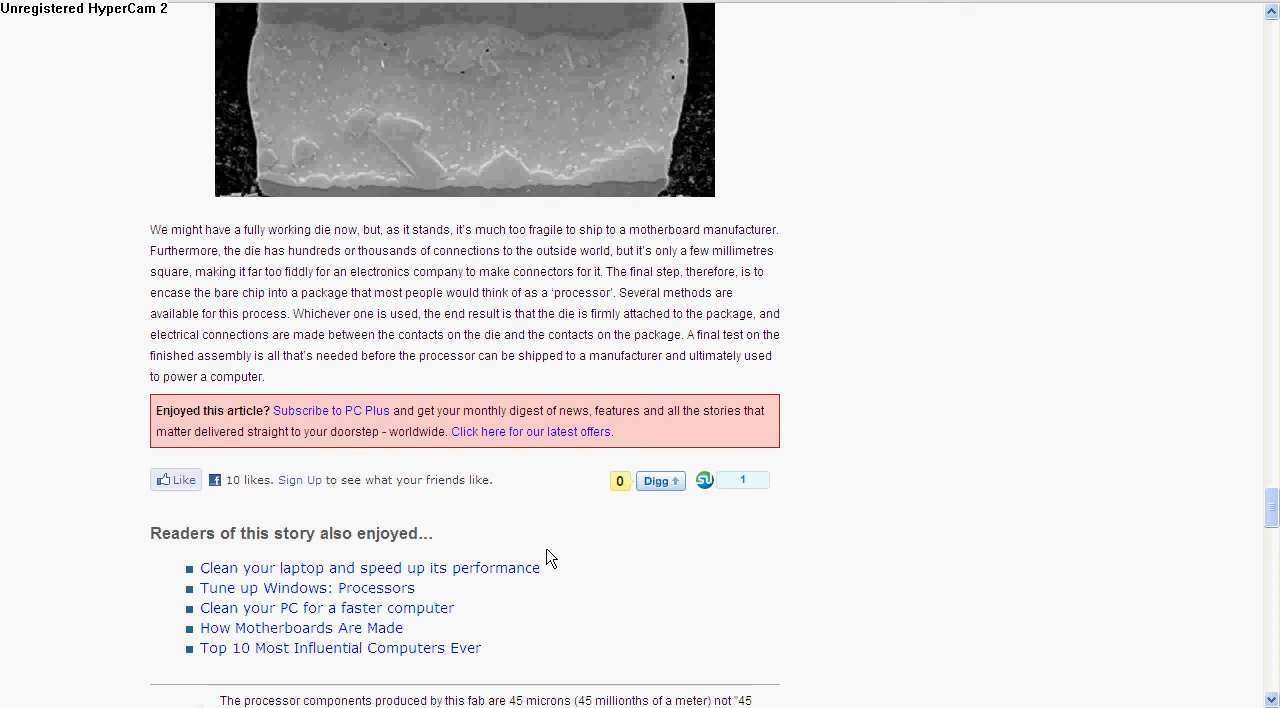 Unregistered HyperCam 2
We might have a fully working die now, but, as it stands, it's much too fragile to ship to a motherboard manufacturer.
Furthermore, the die has hundreds or thousands of connections to the outside world, but it's only a few millimetres
square, making it far too fiddly for an electronics company to make connectors for it. The final step, therefore, is to
encase the bare chip into a package that most people would think of as a ‘processor’. Several methods are
available for this process. Whichever one is used, the end result is that the die is firmly attached to the package, and
electrical connections are made between the contacts on the die and the contacts on the package. A final test on the
finished assembly is all that's needed before the processor can be shipped to a manufacturer and ultimately used
to power a computer.
Enjoyed this article? Subscribe to PC Plus and get your monthly digest of news, features and all the stories that
matter delivered straight to your doorstep - worldwide. Click here for our latest offers.
Like 10 likes. Sign Up to see what your friends like. 0 Digg 1
Readers of this story also enjoyed...
Clean your laptop and speed up its performance
Tune up Windows: Processors
Clean your PC for a faster computer
How Motherboards Are Made
Top 10 Most Influential Computers Ever
The processor components produced by this fab are 45 microns (45 millionths of a meter) not "45